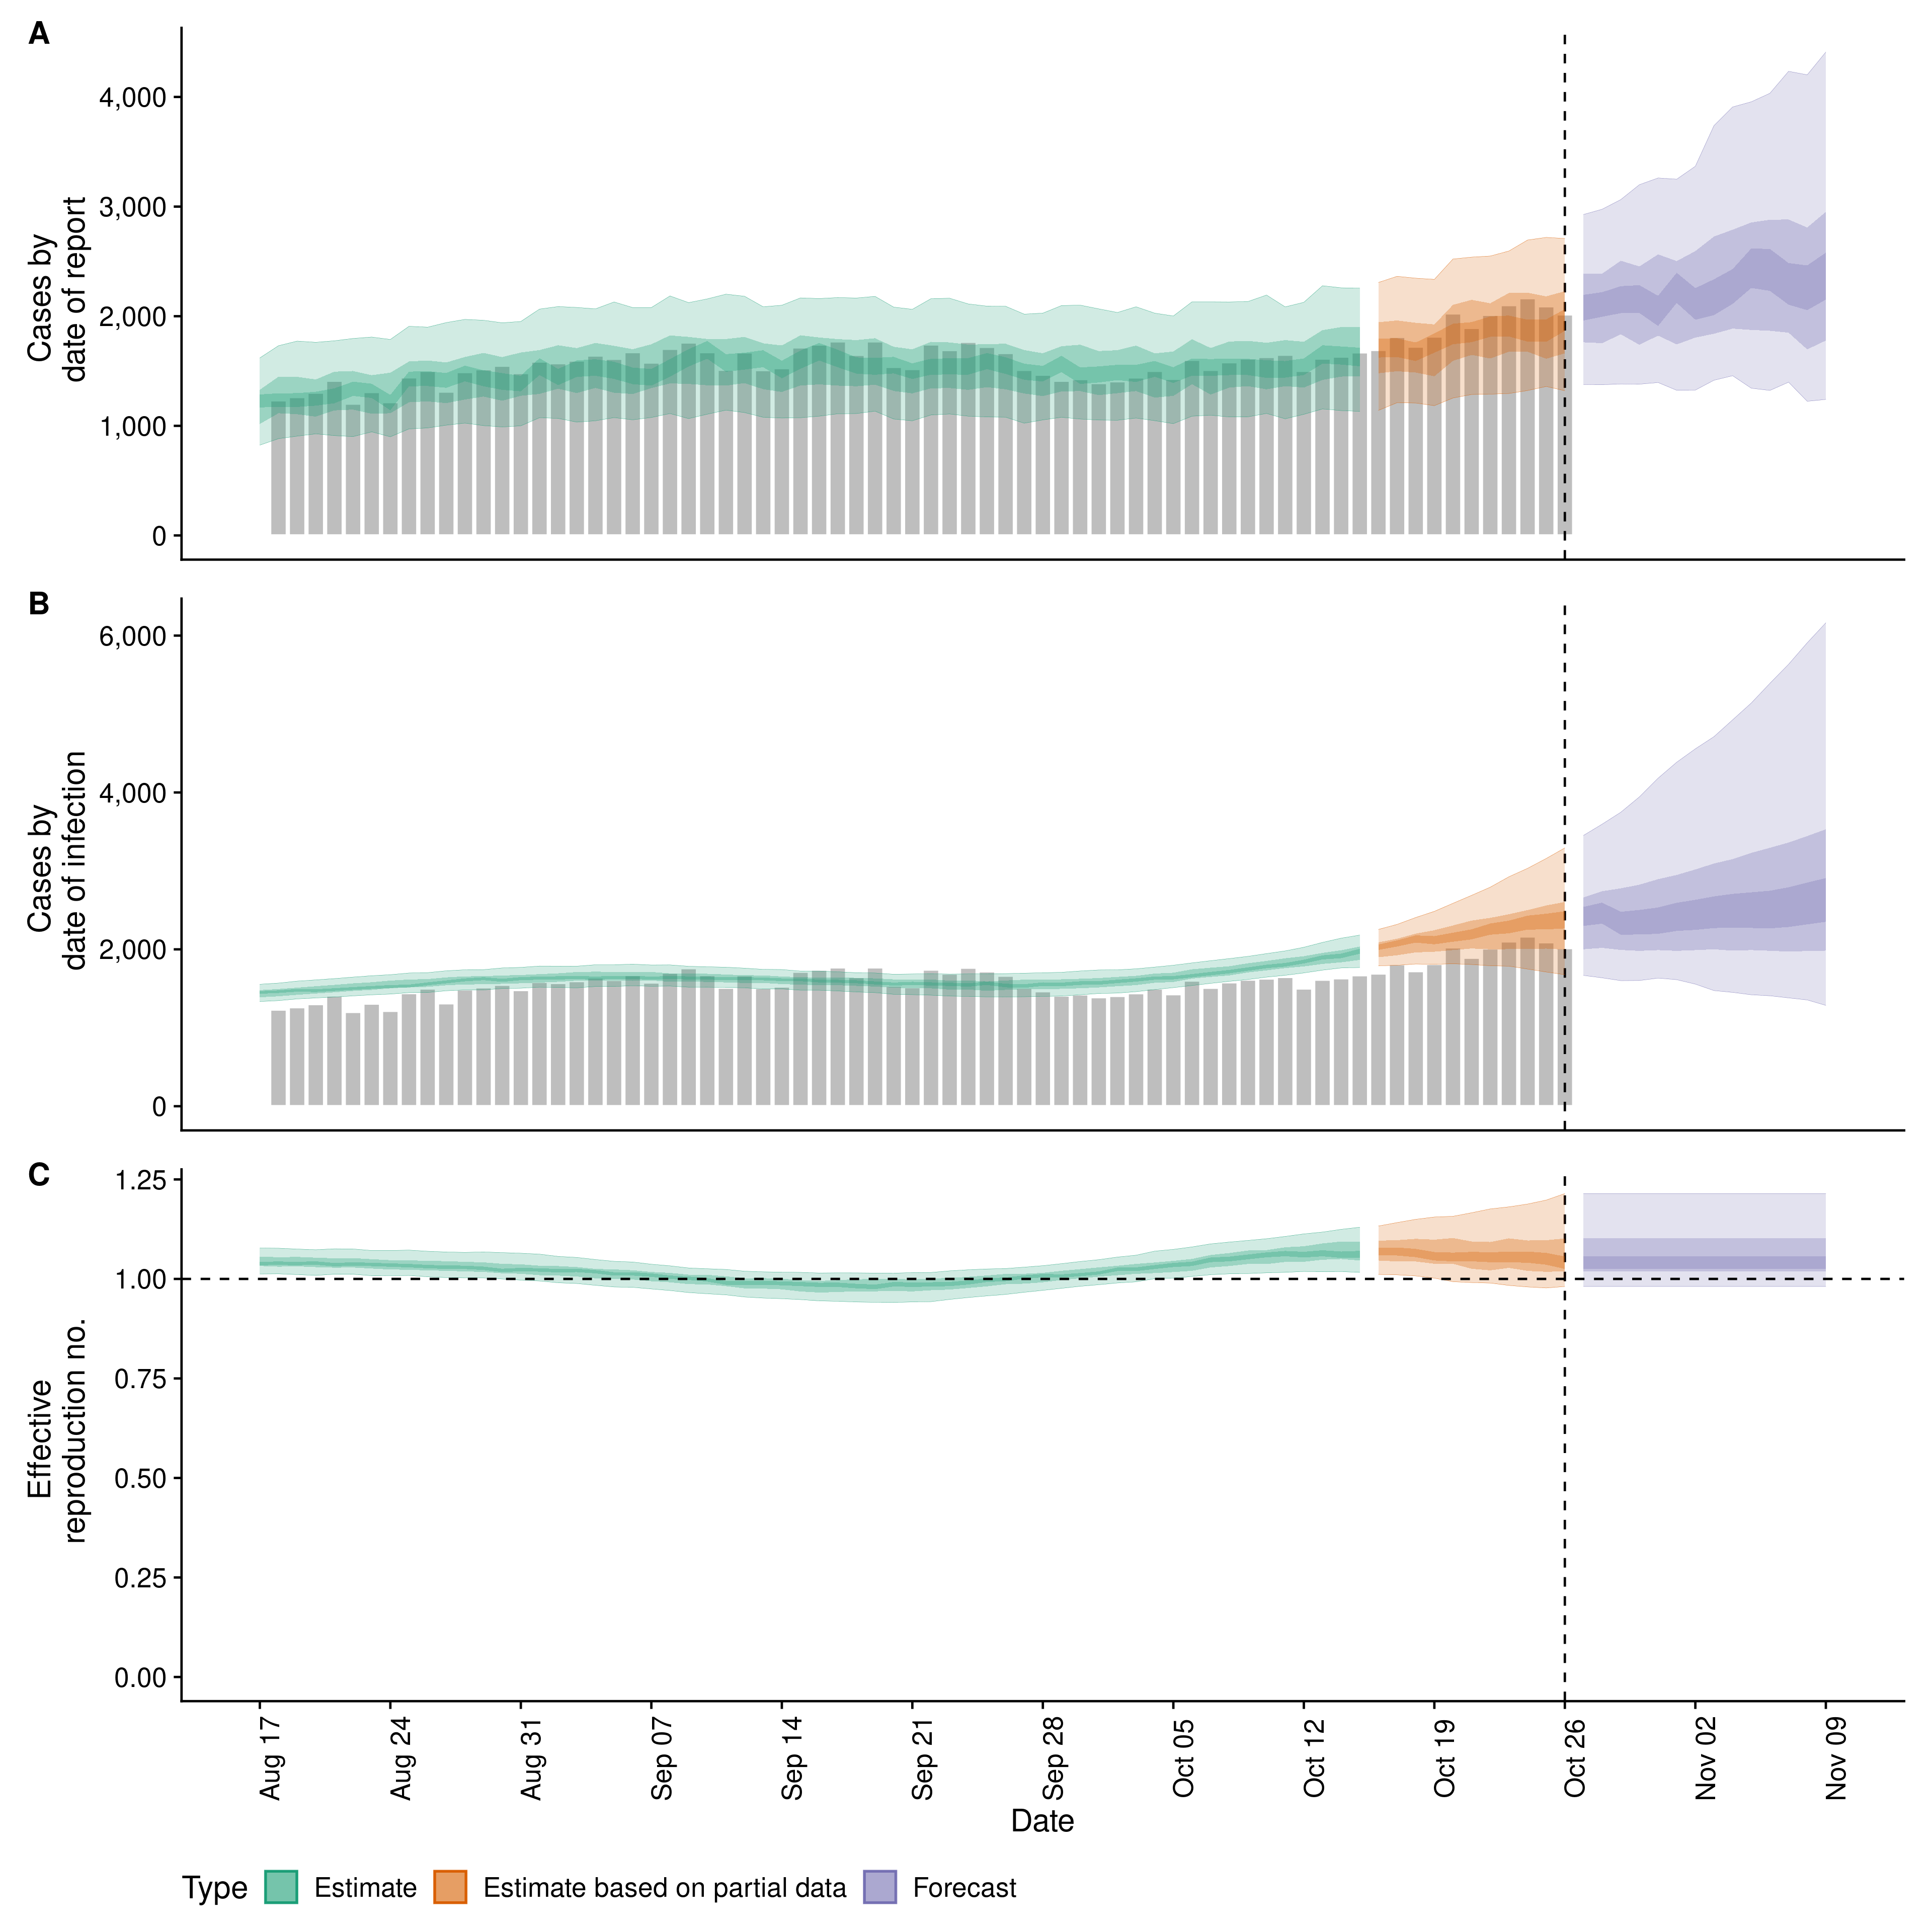 A
Cases by
date of report
4,000
3,000
2,000
1,000
0
B
Cases by
date of infection
6,000
4,000
2,000
0
C
Effective
reproduction no.
1.25
1.00
0.75
0.50
0.25
0.00
Aug 17
Aug 24
Aug 31
Sep 07
Sep 14
Sep 21
Sep 28
Oct 05
Oct 12
Oct 19
Oct 26
Nov 02
Nov 09
Date
Type Estimate Estimate based on partial data Forecast